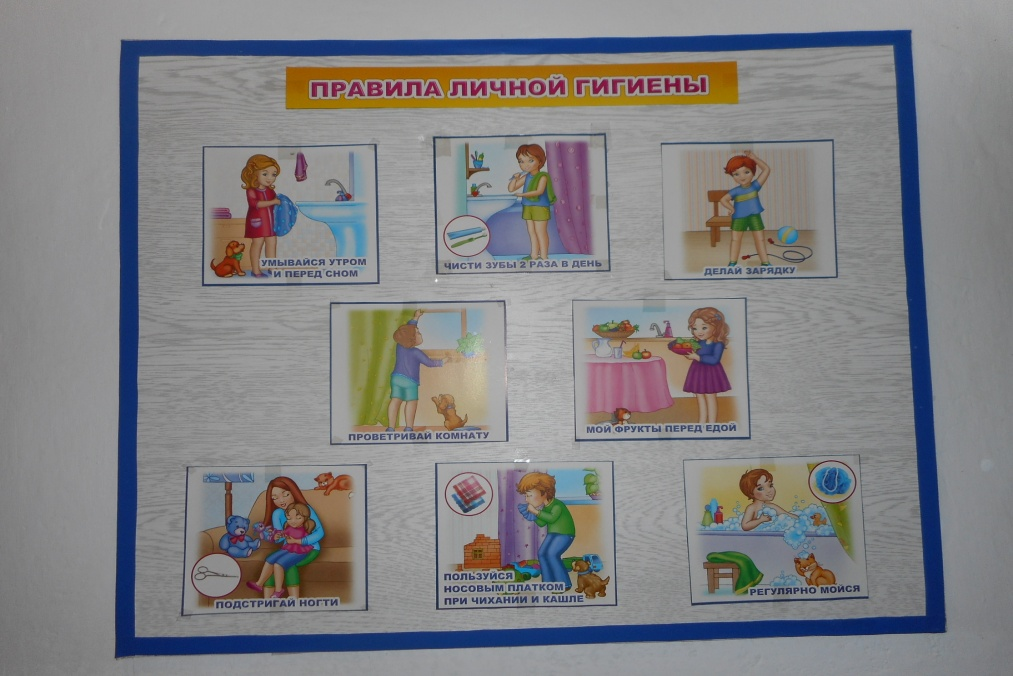 ПРАВИЛА ЛИЧНОЙ ГИГИЕНЫ
УМЫВАЙСЯ УТРОМ
И ПЕРЕД СНОМ
ЧИСТИ ЗУБЫ 2 РАЗА В ДЕНЬ
ДЕЛАЙ ЗАРЯДКУ
ПРОВЕТРИВАЙ КОМНАТУ
МОЙ ФРУКТЫ ПЕРЕД ЕДОЙ
ПОДСТРИГАЙ НОГТИ
ПОЛЬЗУЙСЯ
НОСОВЫМ ПЛАТКОМ
ПРИ ЧИХАНИИ И КАШЛЕ
РЕГУЛЯРНО МОЙСЯ